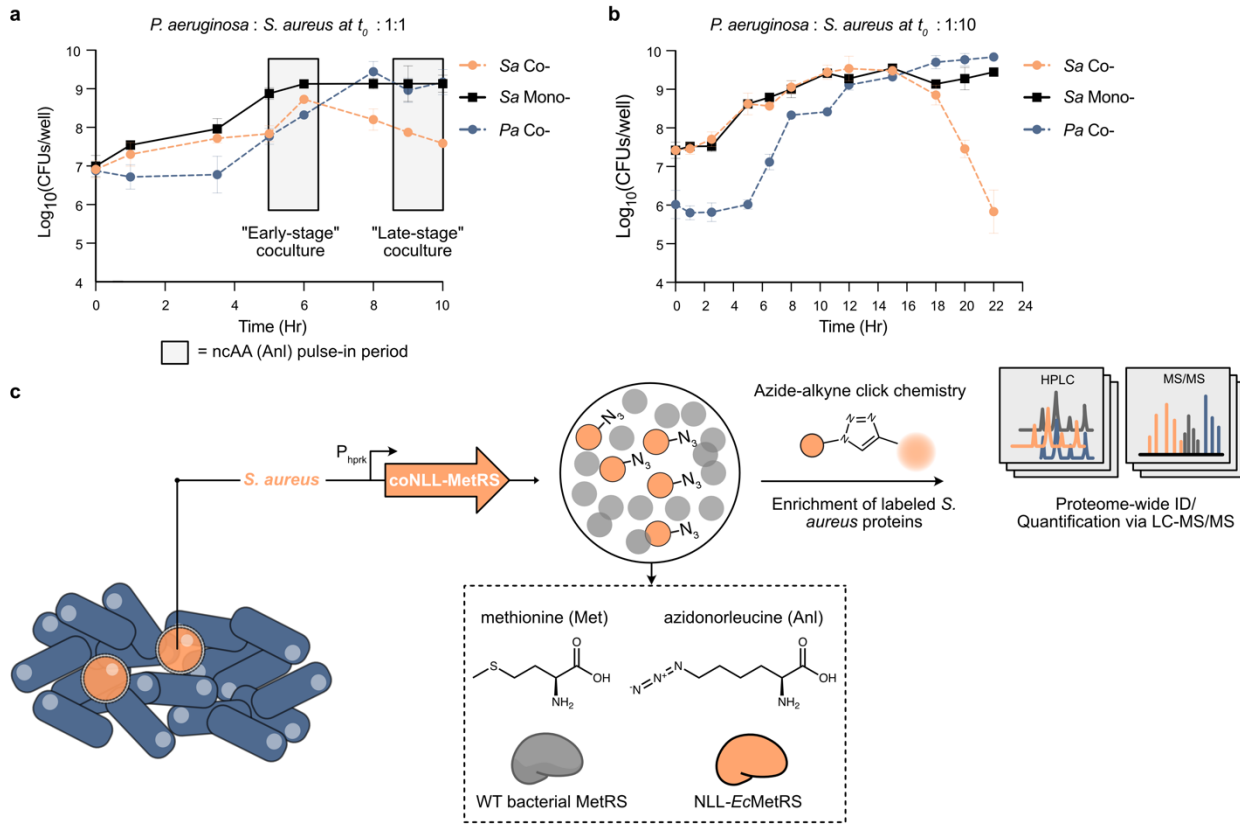 a
P. aeruginosa : S. aureus at t0 : 1:1
Log10(CFUs/well)
10
9
8
7
6
5
4
0
2
4
6
8
10
Time (Hr)
"Early-stage"
coculture
"Late-stage"
coculture
Sa Co-
Sa Mono-
Pa Co-
= ncAA (Anl) pulse-in period
b
P. aeruginosa : S. aureus at t0 : 1:10
Log10(CFUs/well)
10
9
8
7
6
5
4
0
2
4
6
8
10
12
14
16
18
20
22
24
Time (Hr)
Sa Co-
Sa Mono-
Pa Co-
c
S. aureus
Phprk
coNLL-MetRS
N3
N3
N3
N3
N3
Azide-alkyne click chemistry
N
N
N
Enrichment of labeled S.
aureus proteins
HPLC
MS/MS
Proteome-wide ID/
Quantification via LC-MS/MS
methionine (Met)
S
O
OH
NH2
azidonorleucine (Anl)
-N=N+=N
O
OH
NH2
WT bacterial MetRS
NLL-EcMetRS